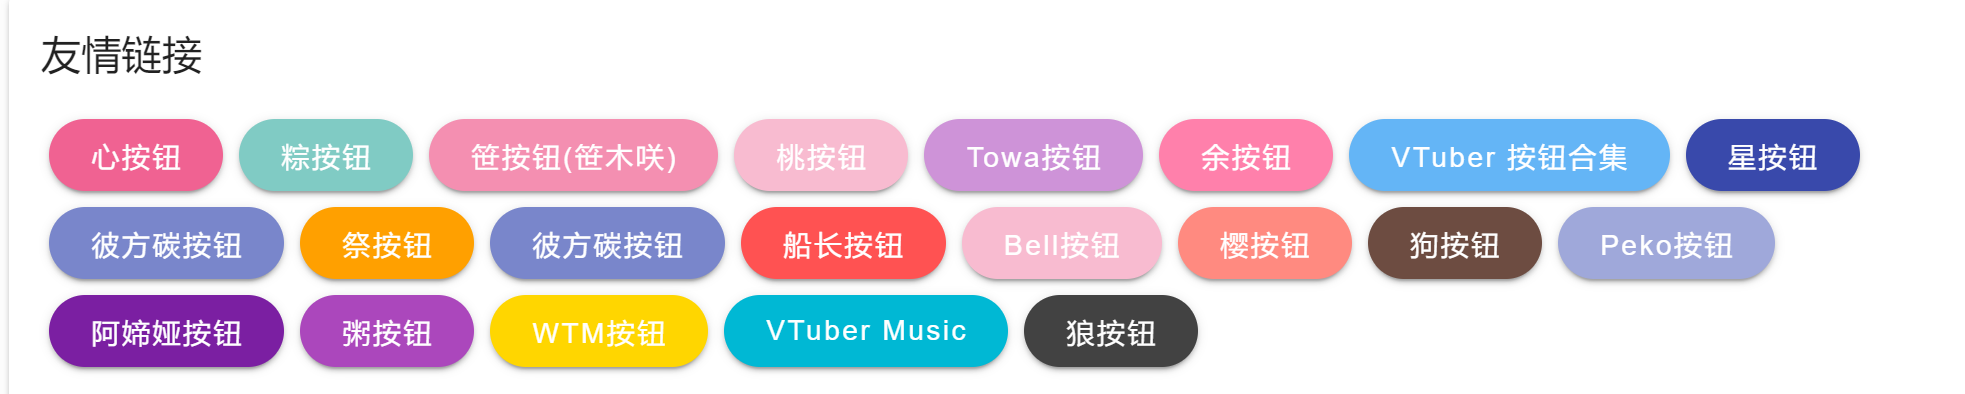 友情链接
心按钮 粽按钮 笹按钮(笹木咲) 桃按钮 Towa按钮 余按钮 VTuber 按钮合集 星按钮
彼方碳按钮 祭按钮 彼方碳按钮 船长按钮 Bell按钮 樱按钮 狗按钮 Peko按钮
阿媂娅按钮 粥按钮 WTM按钮 VTuber Music 狼按钮